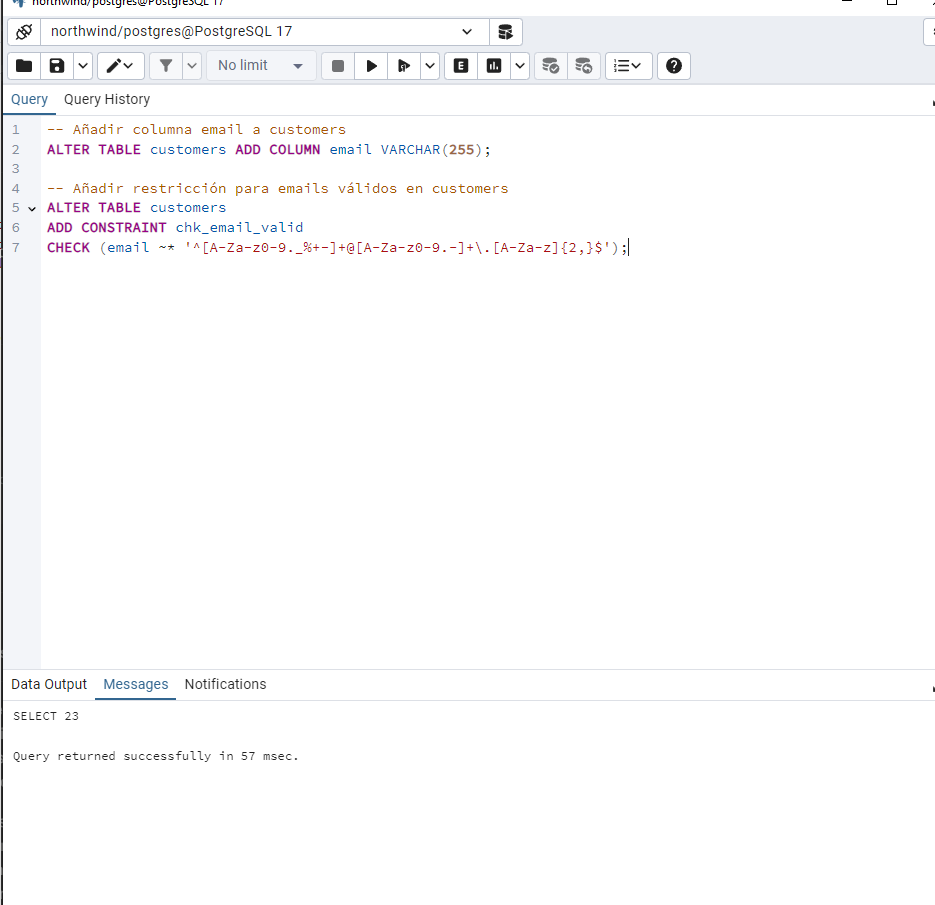 northwind/postgres@PostgreSQL 17
northwind/postgres@PostgreSQL 17
No limit
E
Query Query History
1 -- Añadir columna email a customers
2 ALTER TABLE customers ADD COLUMN email VARCHAR(255);
3
4 -- Añadir restricción para emails válidos en customers
5 ALTER TABLE customers
6 ADD CONSTRAINT chk_email_valid
7 CHECK (email ~* '^[A-Za-z0-9._%+-]+@[A-Za-z0-9.-]+\.[A-Za-z]{2,}$');
Data Output Messages Notifications
SELECT 23
Query returned successfully in 57 msec.